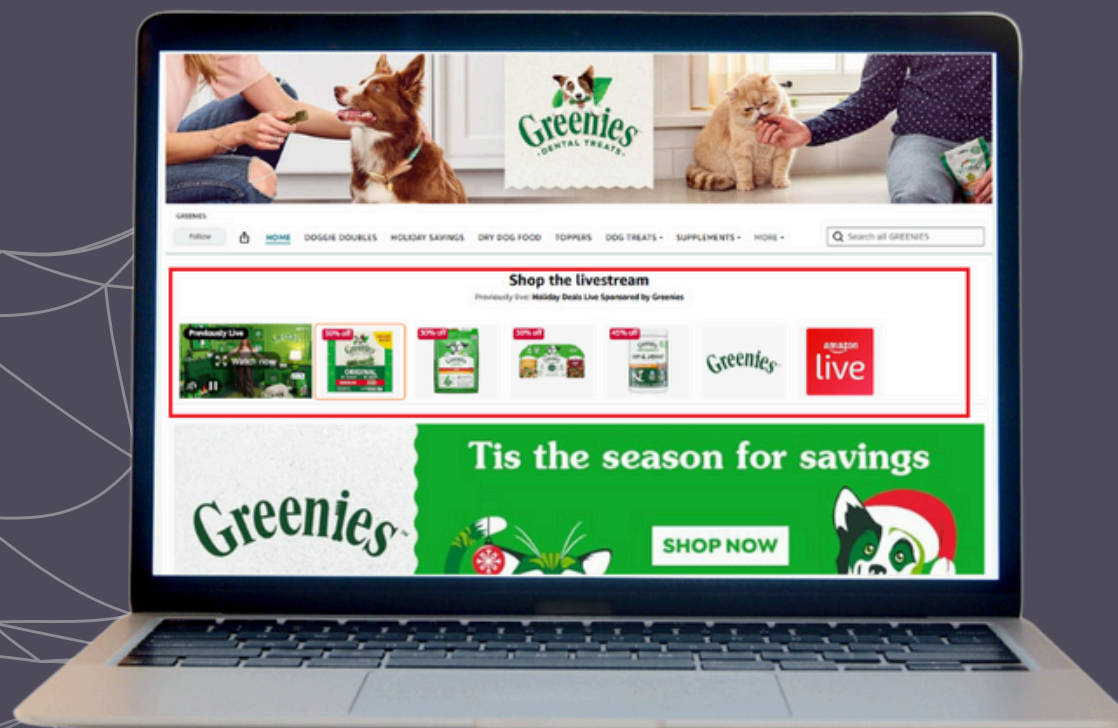 Greenies
DENTAL TREATS
GREENIES
Follow
HOME
DOGGIE DOUBLES
HOLIDAY SAVINGS
DRY DOG FOOD
TOPPERS
DOG TREATS
SUPPLEMENTS
MORE
Search all GREENIES
Shop the livestream
Previously live: Holiday Deals Live Sponsored by Greenies
Previously Live
Watch now
30% off
ORIGINAL
30% off
30% off
45% off
Greenies
amazon
live
Greenies
Tis the season for savings
SHOP NOW